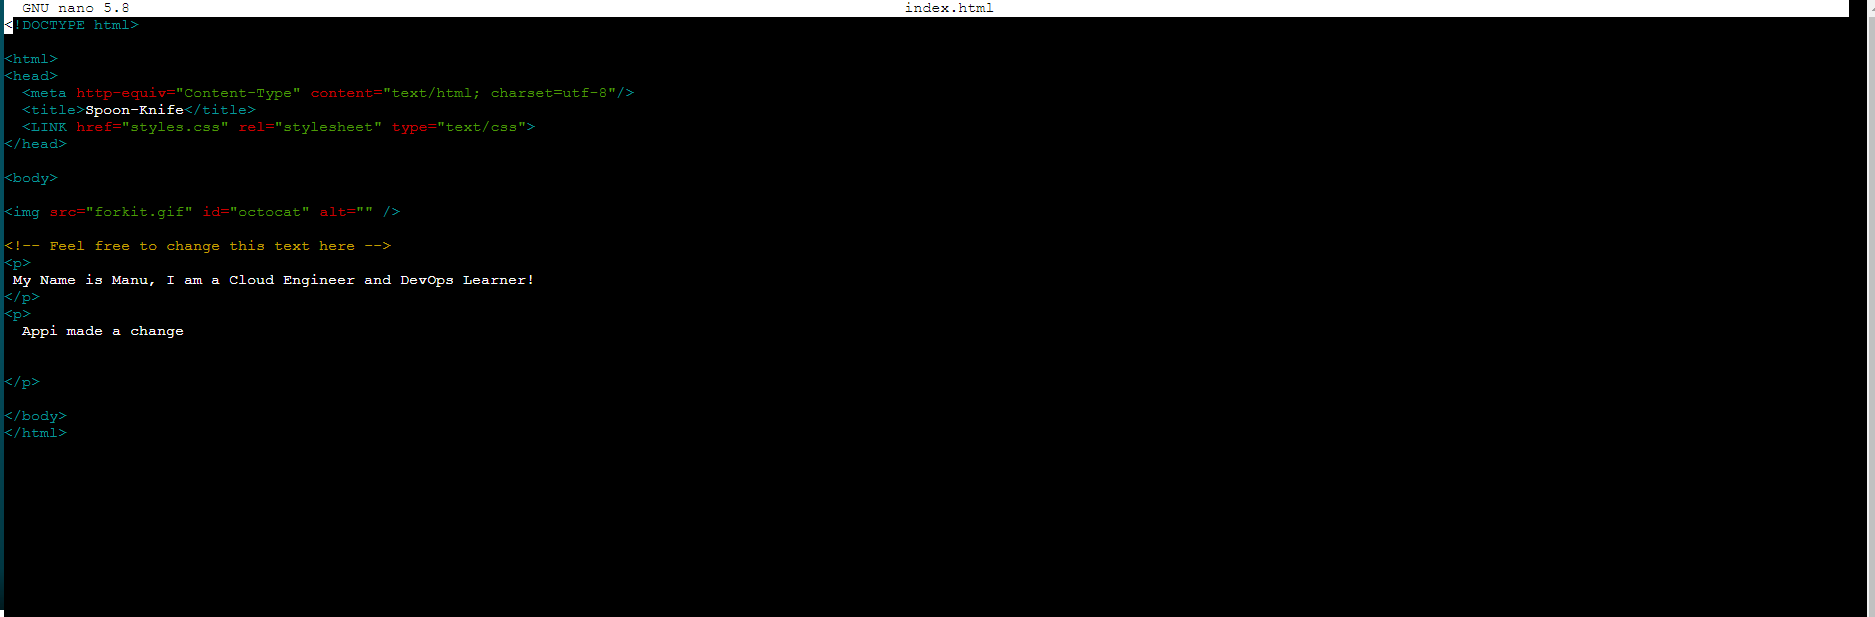 GNU nano 5.8 index.html
<!DOCTYPE html>
<html>
<head>
<meta http-equiv="Content-Type" content="text/html; charset=utf-8"/>
<title>Spoon-Knife</title>
<LINK href="styles.css" rel="stylesheet" type="text/css">
</head>
<body>
<img src="forkit.gif" id="octocat" alt="" />
<!-- Feel free to change this text here -->
<p>
My Name is Manu, I am a Cloud Engineer and DevOps Learner!
</p>
<p>
Appi made a change
</p>
</body>
</html>